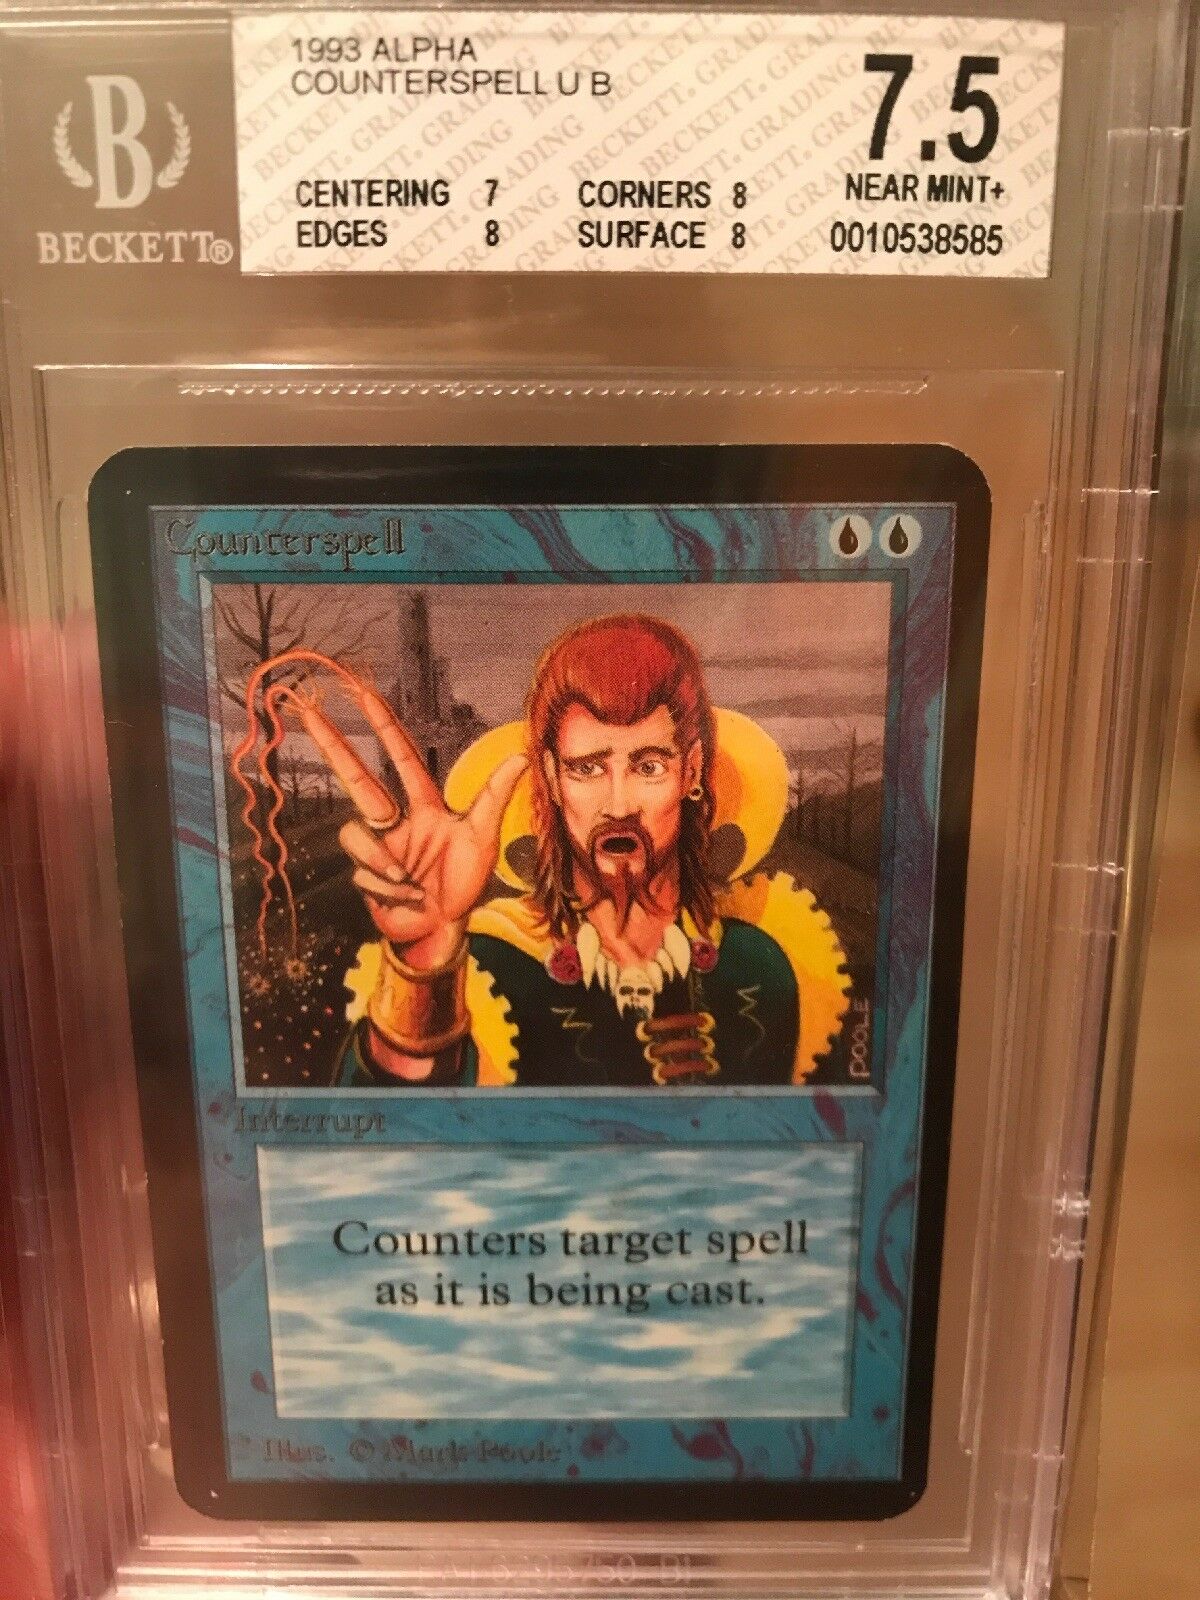 1993 ALPHA
COUNTERSPELL U B
7.5
CENTERING 7 CORNERS 8 NEAR MINT+
EDGES 8 SURFACE 8 0010538585
B
BECKETT®
Counterspell
POOLE
Interrupt
Counters target spell
as it is being cast.
Illus. © Mark Poole